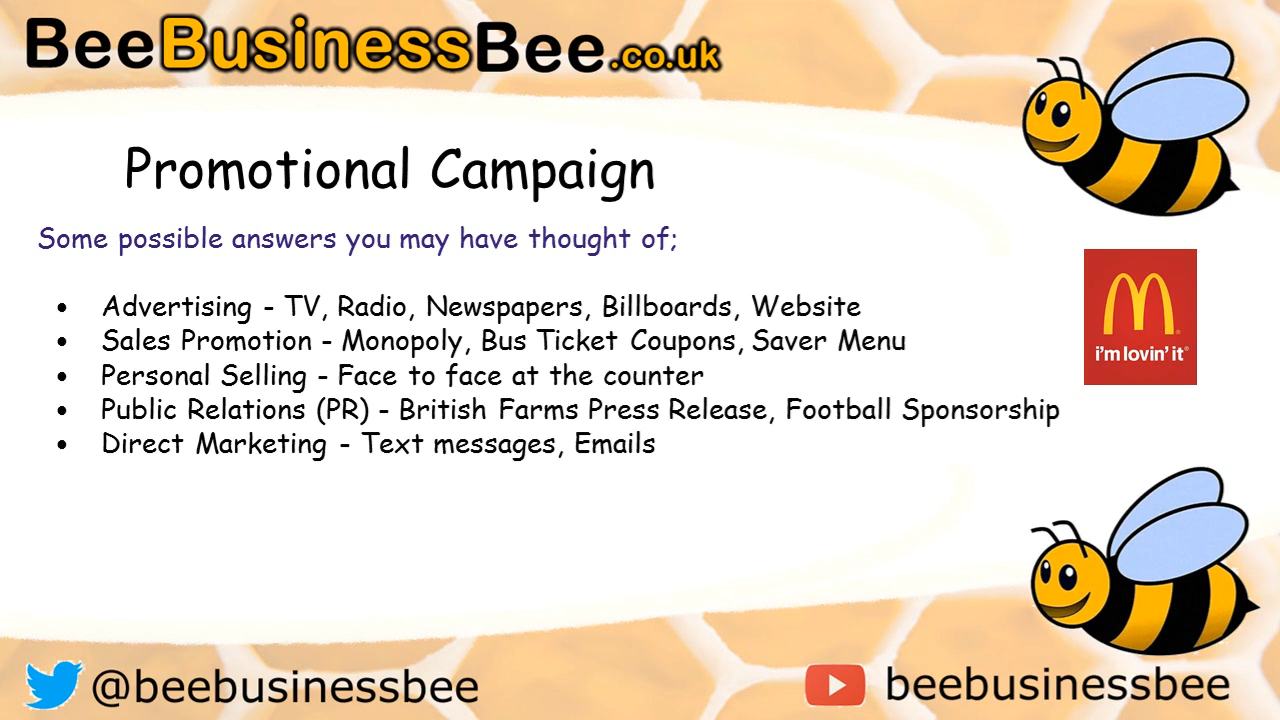 BeeBusinessBee.co.uk
Promotional Campaign
Some possible answers you may have thought of;
• Advertising - TV, Radio, Newspapers, Billboards, Website
• Sales Promotion - Monopoly, Bus Ticket Coupons, Saver Menu
• Personal Selling - Face to face at the counter
• Public Relations (PR) - British Farms Press Release, Football Sponsorship
• Direct Marketing - Text messages, Emails
i'm lovin' it®
@beebusinessbee
beebusinessbee